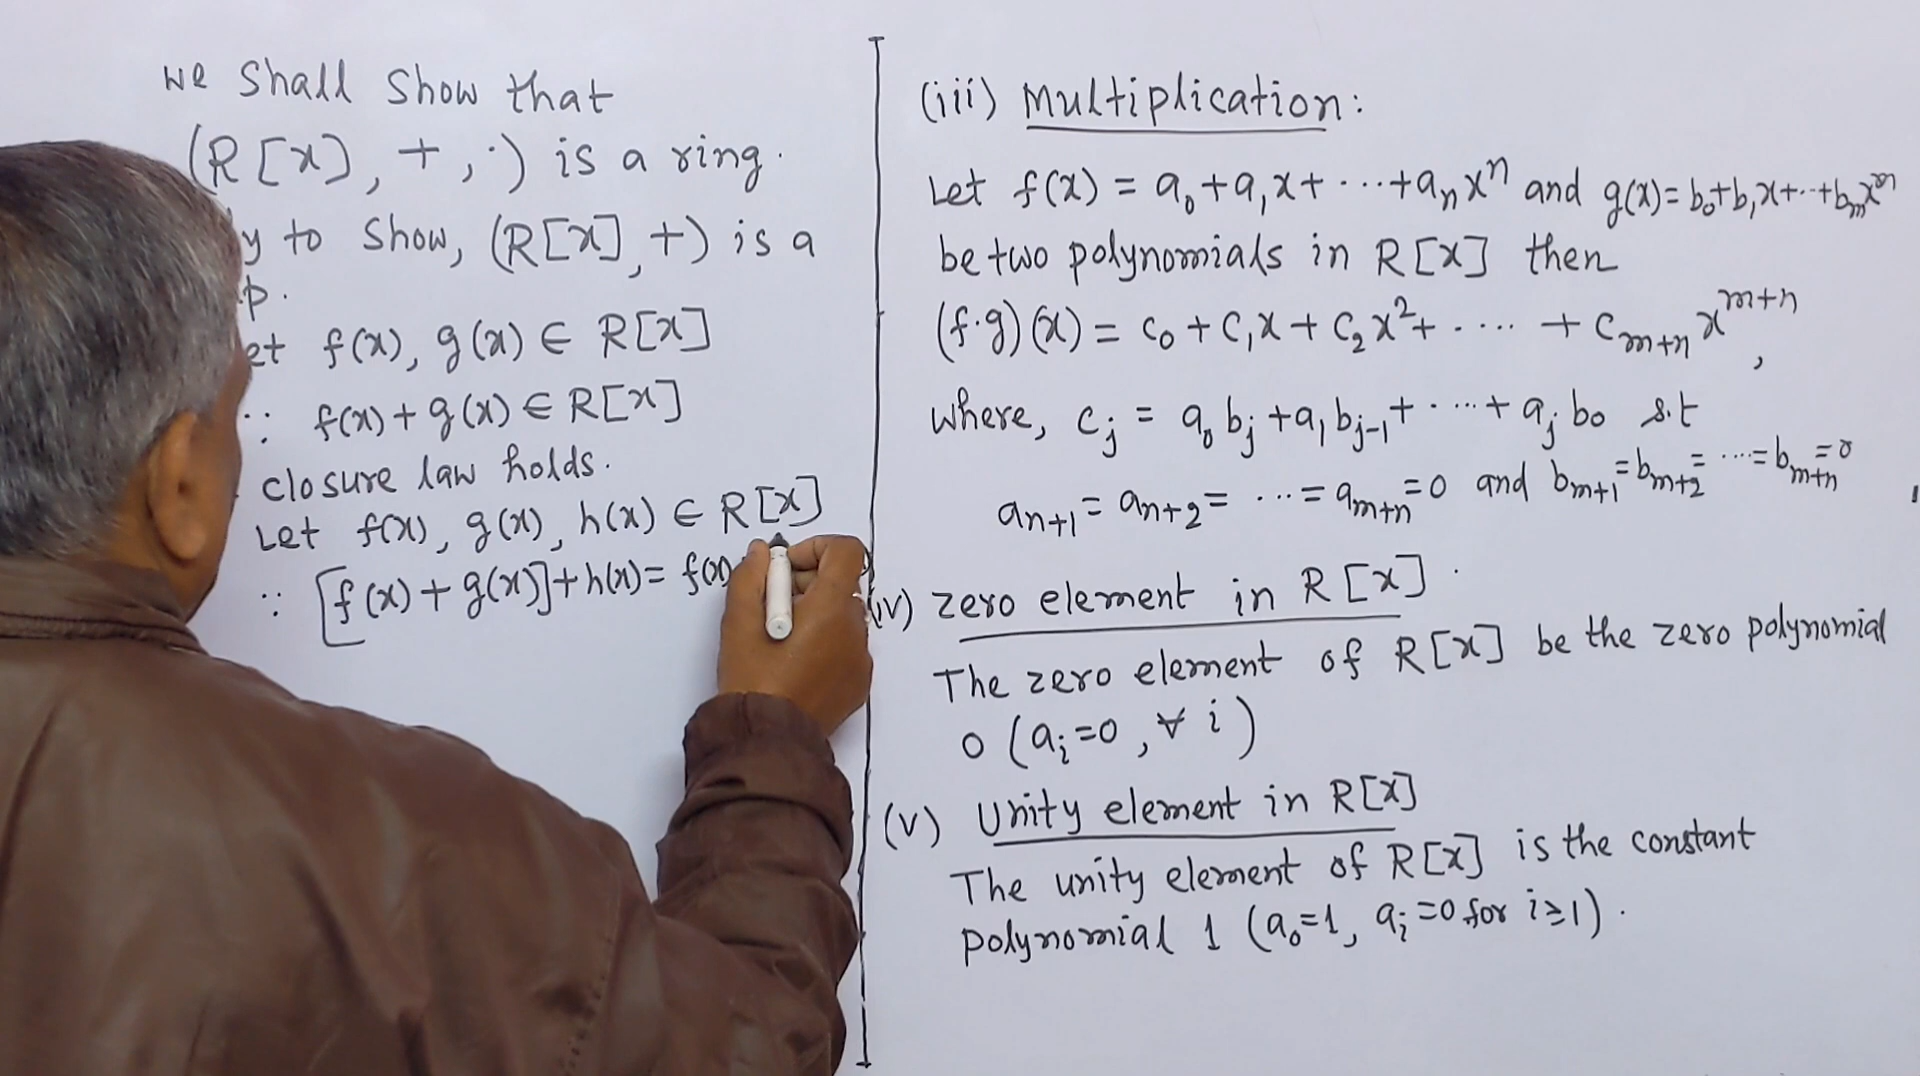 we shall show that
(R[x], +, ·) is a ring.
to show, (R[x], +) is a
f(x), g(x) ∈ R[x]
∵ f(x) + g(x) ∈ R[x]
closure law holds.
Let f(x), g(x), h(x) ∈ R[x]
∵ [f(x) + g(x)] + h(x) = f(x)
(iii) Multiplication:
Let f(x) = a₀ + a₁x + ··· + aₙxⁿ and g(x) = b₀ + b₁x + ··· + bₘxᵐ
be two polynomials in R[x] then
(f·g)(x) = c₀ + c₁x + c₂x² + ····· + cₘ₊ₙ xᵐ⁺ⁿ,
where, cⱼ = a₀bⱼ + a₁bⱼ₋₁ + ····· + aⱼb₀ s.t
aₙ₊₁ = aₙ₊₂ = ··· = aₘ₊ₙ = 0 and bₘ₊₁ = bₘ₊₂ = ···· = bₘ₊ₙ = 0
(iv) zero element in R[x].
The zero element of R[x] be the zero polynomial
0 (aᵢ = 0, ∀ i)
(v) Unity element in R[x]
The unity element of R[x] is the constant
polynomial 1 (a₀ = 1, aᵢ = 0 for i ≥ 1).